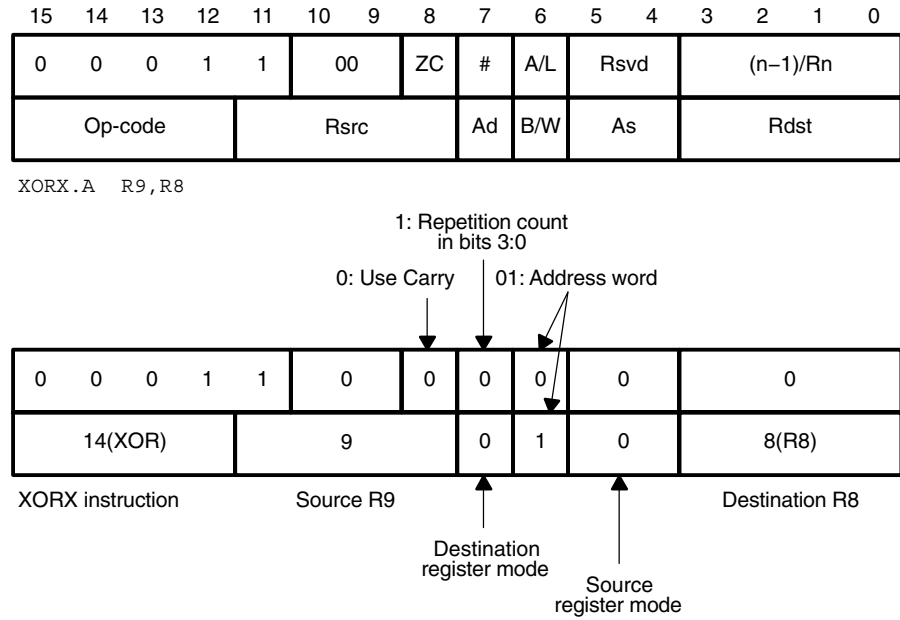 15 14 13 12 11 10 9 8 7 6 5 4 3 2 1 0
0 0 0 1 1 00 ZC # A/L Rsvd (n−1)/Rn
Op-code Rsrc Ad B/W As Rdst
XORX.A R9,R8
1: Repetition count
in bits 3:0
0: Use Carry 01: Address word
0 0 0 1 1 0 0 0 0 0 0
14(XOR) 9 0 1 0 8(R8)
XORX instruction Source R9 Destination R8
Destination
register mode
Source
register mode